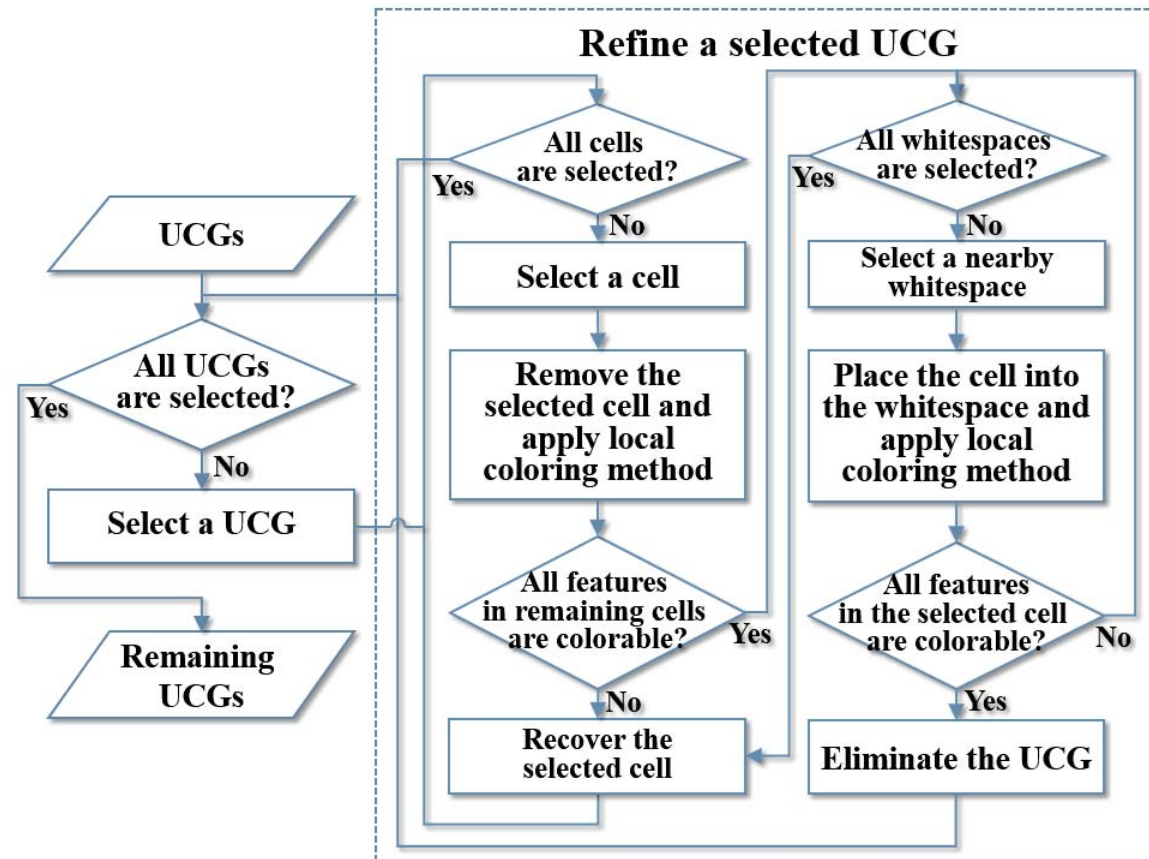 Refine a selected UCG
UCGs
All UCGs
are selected?
Yes
No
Select a UCG
Remaining
UCGs
All cells
are selected?
Yes
No
Select a cell
Remove the
selected cell and
apply local
coloring method
All features
in remaining cells
are colorable?
Yes
No
Recover the
selected cell
All whitespaces
are selected?
Yes
No
Select a nearby
whitespace
Place the cell into
the whitespace and
apply local
coloring method
All features
in the selected cell
are colorable?
No
Yes
Eliminate the UCG